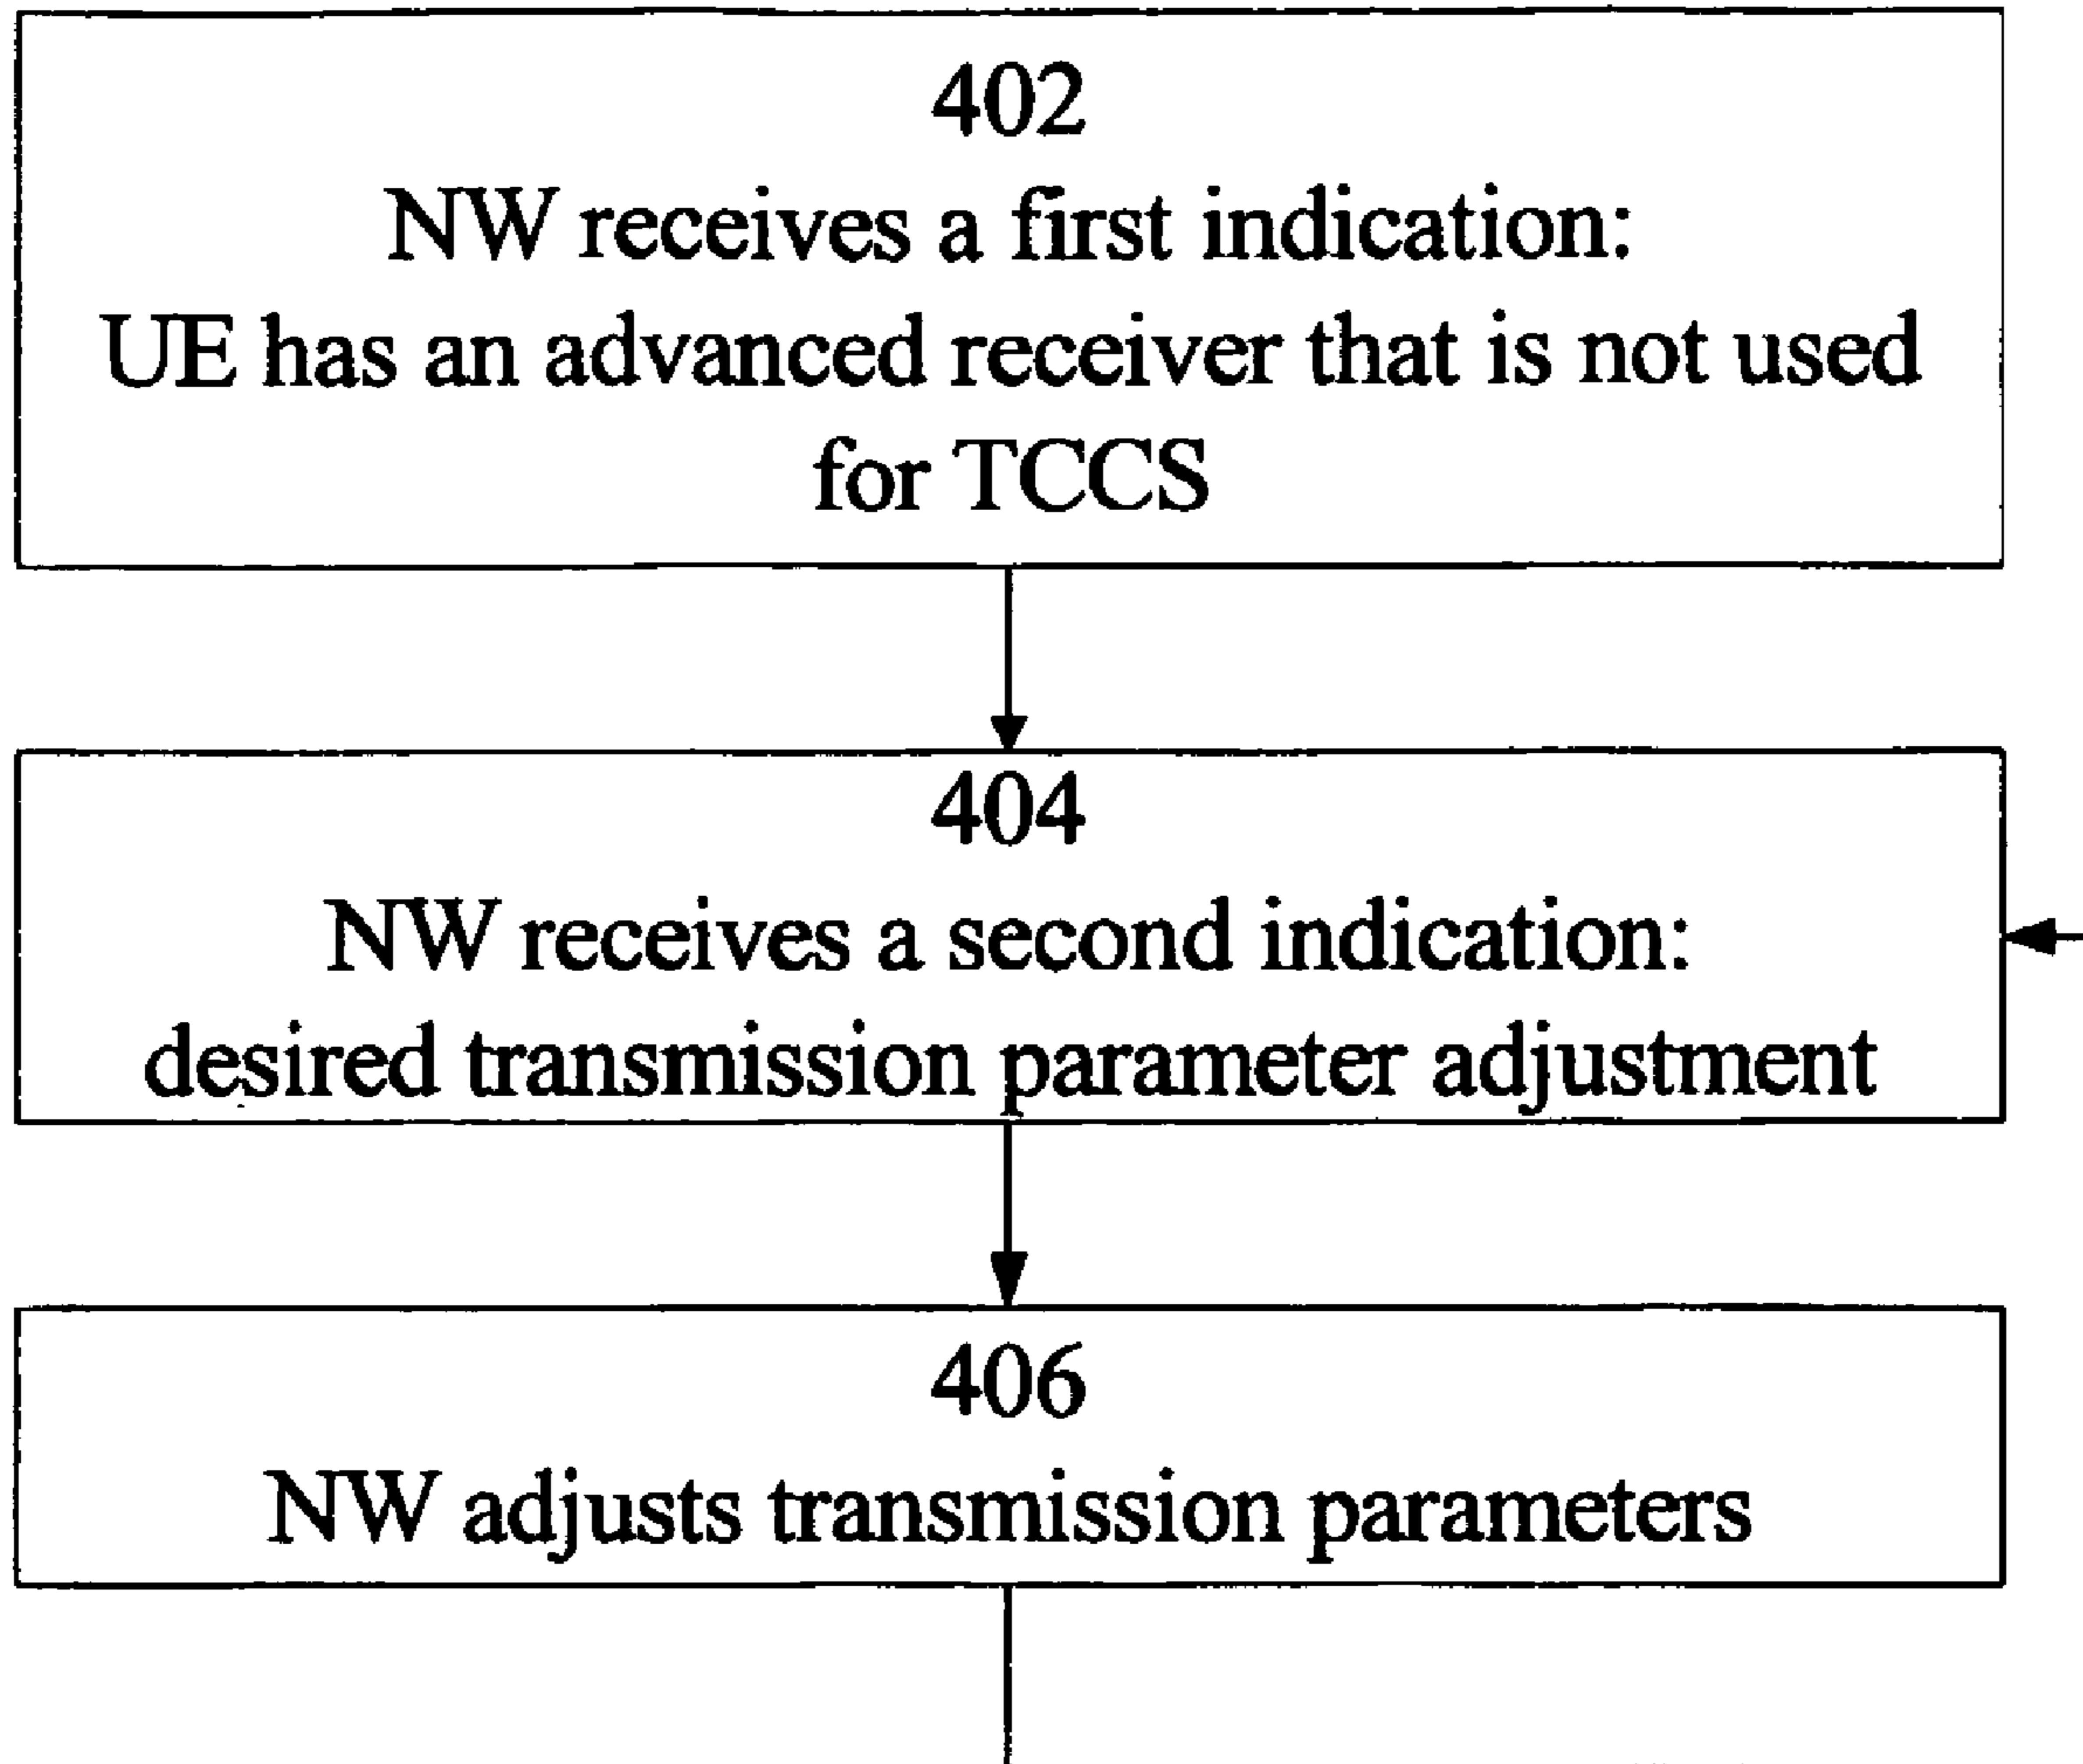 402
NW receives a first indication:
UE has an advanced receiver that is not used
for TCCS
404
NW receives a second indication:
desired transmission parameter adjustment
406
NW adjusts transmission parameters